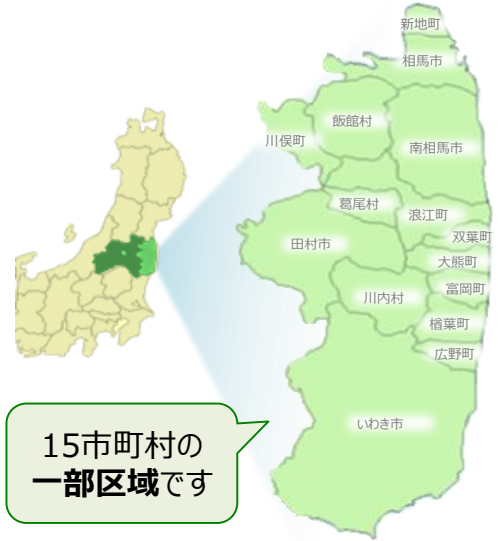 新地町
相馬市
飯館村
川俣町
南相馬市
葛尾村
浪江町
双葉町
田村市
大熊町
富岡町
川内村
楢葉町
広野町
いわき市
15市町村の
一部区域です